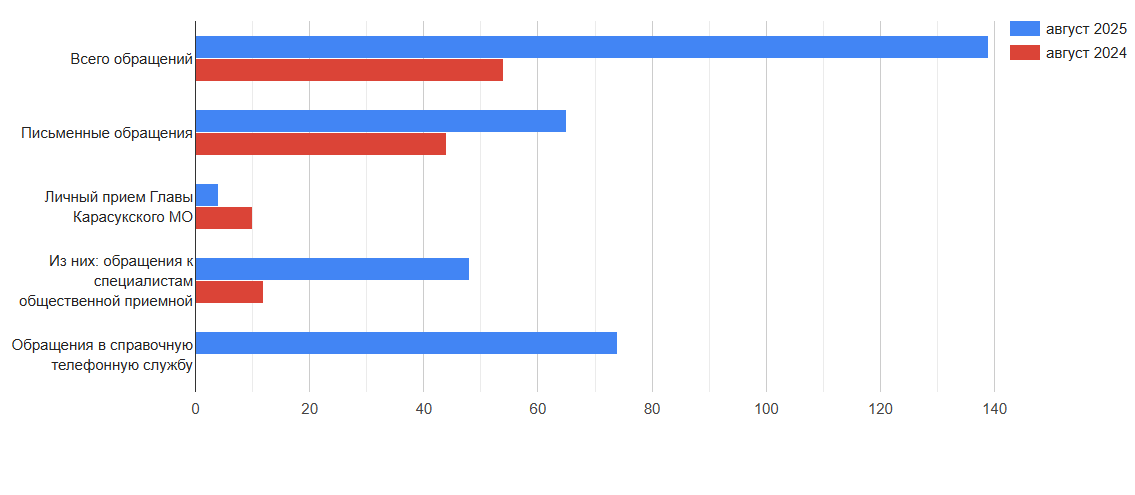 август 2025
август 2024
Всего обращений
Письменные обращения
Личный прием Главы
Карасукского МО
Из них: обращения к
специалистам
общественной приемной
Обращения в справочную
телефонную службу
0 20 40 60 80 100 120 140